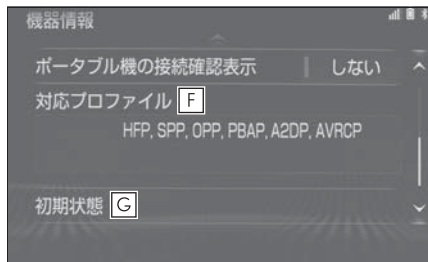 機器情報
ポータブル機の接続確認表示 しない
対応プロファイル F
HFP, SPP, OPP, PBAP, A2DP, AVRCP
初期状態 G